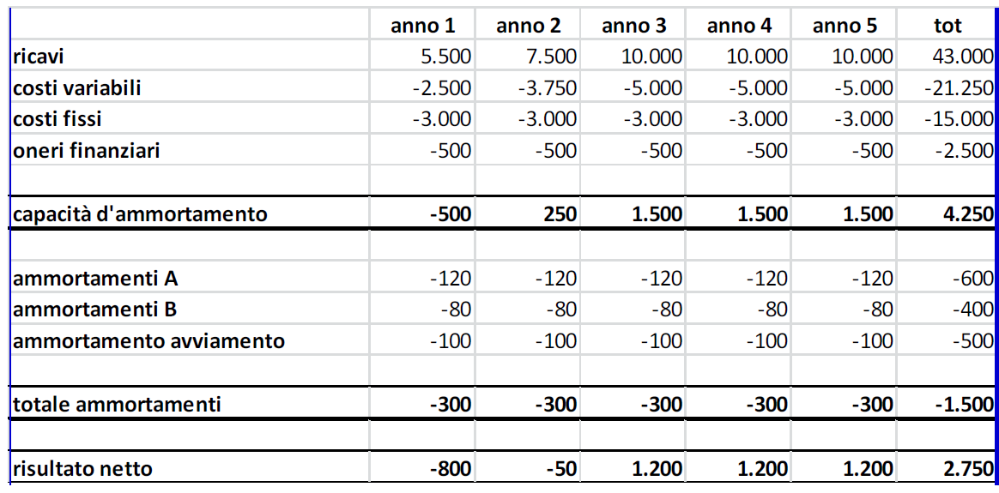 anno 1 anno 2 anno 3 anno 4 anno 5 tot
ricavi 5.500 7.500 10.000 10.000 10.000 43.000
costi variabili -2.500 -3.750 -5.000 -5.000 -5.000 -21.250
costi fissi -3.000 -3.000 -3.000 -3.000 -3.000 -15.000
oneri finanziari -500 -500 -500 -500 -500 -2.500
capacità d'ammortamento -500 250 1.500 1.500 1.500 4.250
ammortamenti A -120 -120 -120 -120 -120 -600
ammortamenti B -80 -80 -80 -80 -80 -400
ammortamento avviamento -100 -100 -100 -100 -100 -500
totale ammortamenti -300 -300 -300 -300 -300 -1.500
risultato netto -800 -50 1.200 1.200 1.200 2.750